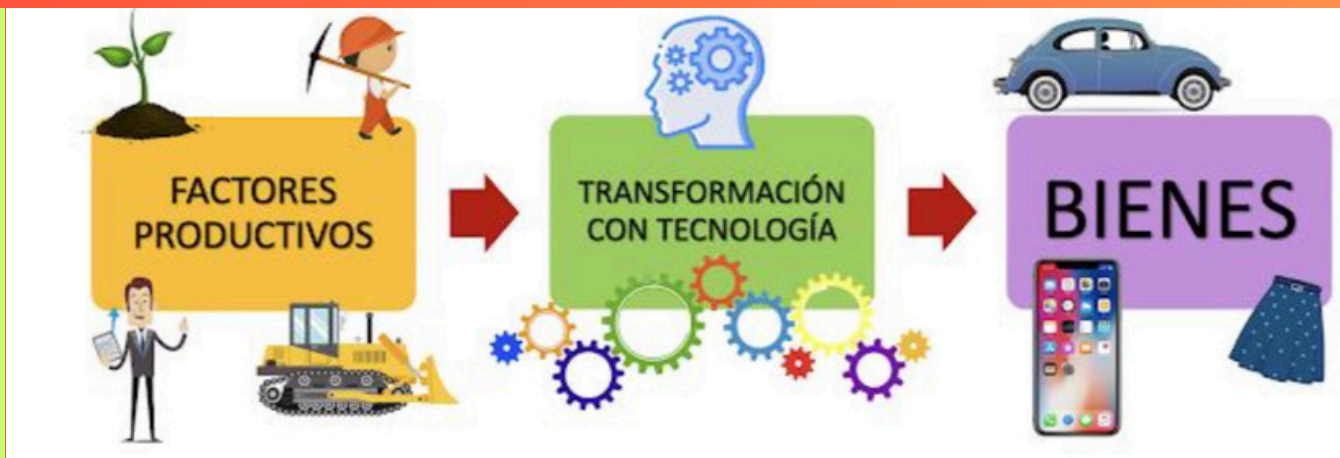 FACTORES
PRODUCTIVOS
TRANSFORMACIÓN
CON TECNOLOGÍA
BIENES